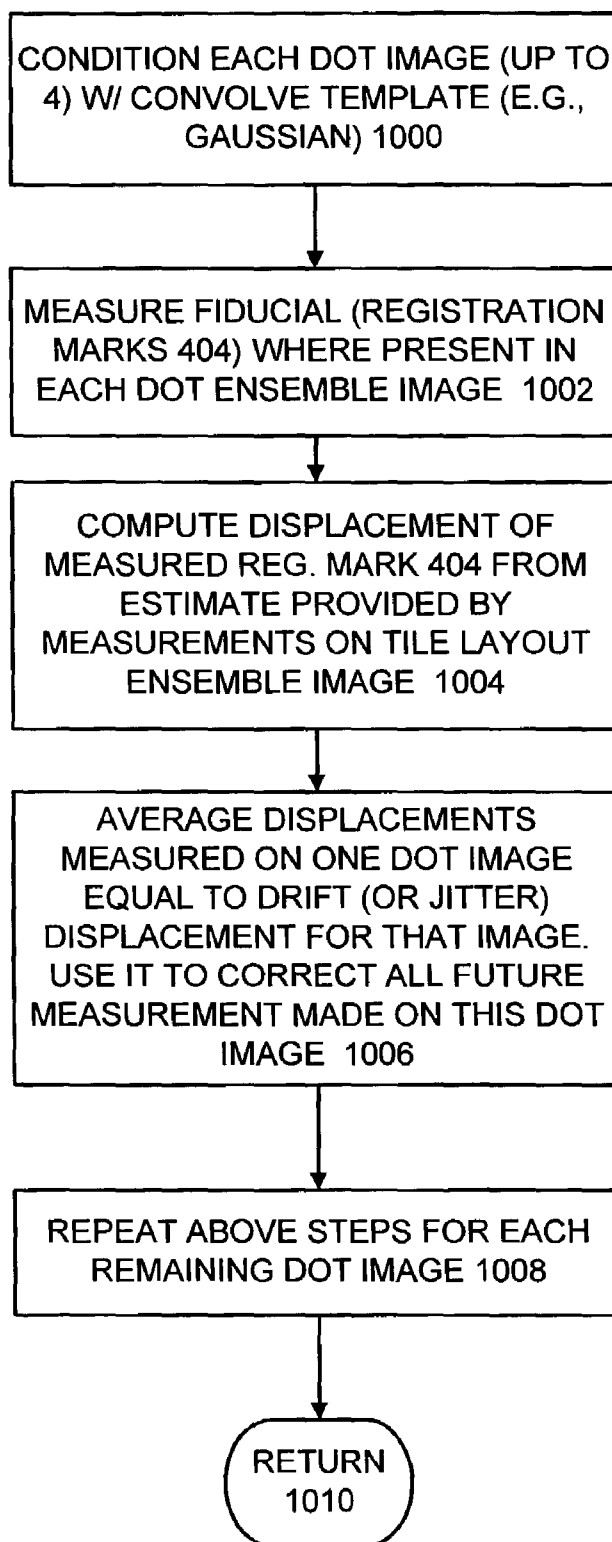 CONDITION EACH DOT IMAGE (UP TO
4) W/ CONVOLVE TEMPLATE (E.G.,
GAUSSIAN) 1000
MEASURE FIDUCIAL (REGISTRATION
MARKS 404) WHERE PRESENT IN
EACH DOT ENSEMBLE IMAGE 1002
COMPUTE DISPLACEMENT OF
MEASURED REG. MARK 404 FROM
ESTIMATE PROVIDED BY
MEASUREMENTS ON TILE LAYOUT
ENSEMBLE IMAGE 1004
AVERAGE DISPLACEMENTS
MEASURED ON ONE DOT IMAGE
EQUAL TO DRIFT (OR JITTER)
DISPLACEMENT FOR THAT IMAGE.
USE IT TO CORRECT ALL FUTURE
MEASUREMENT MADE ON THIS DOT
IMAGE 1006
REPEAT ABOVE STEPS FOR EACH
REMAINING DOT IMAGE 1008
RETURN
1010